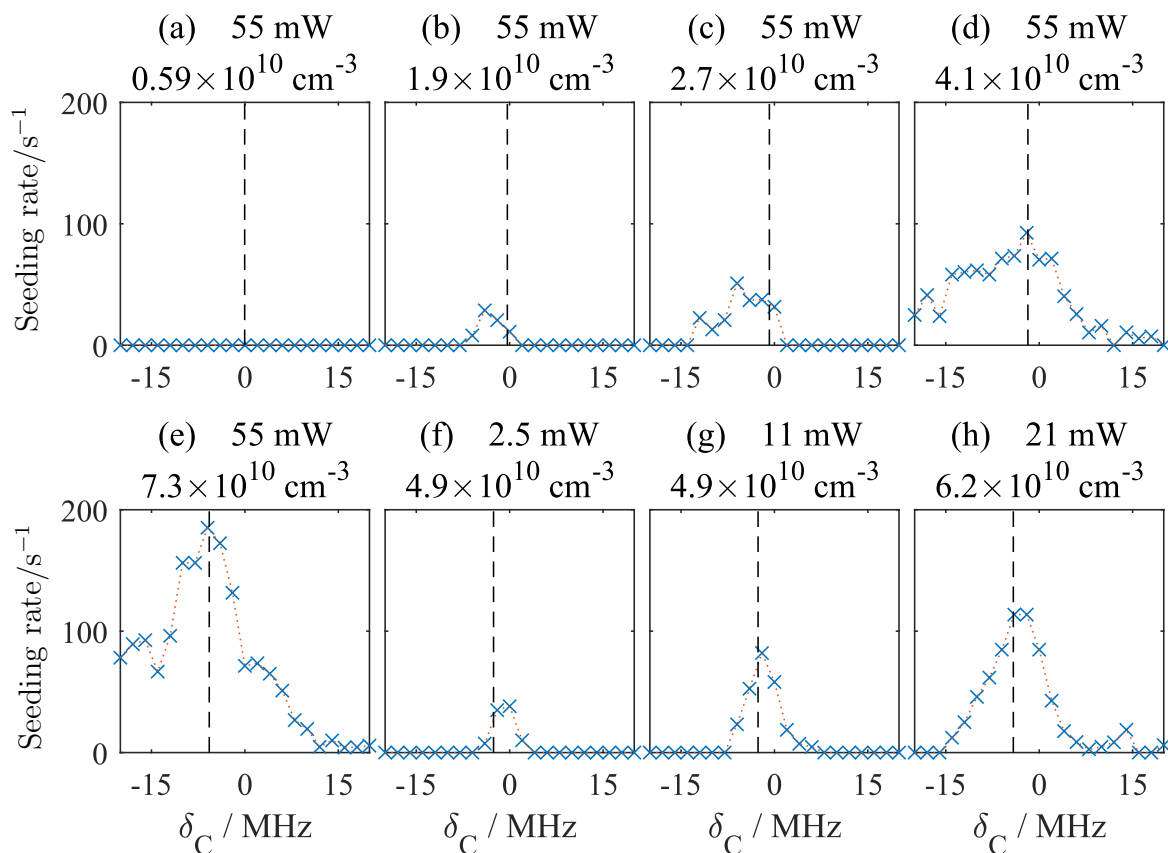 (a) 55 mW (b) 55 mW (c) 55 mW (d) 55 mW
0.59×10¹⁰ cm⁻³ 1.9×10¹⁰ cm⁻³ 2.7×10¹⁰ cm⁻³ 4.1×10¹⁰ cm⁻³
200
100
0
Seeding rate/s⁻¹
-15 0 15 -15 0 15 -15 0 15 -15 0 15
(e) 55 mW (f) 2.5 mW (g) 11 mW (h) 21 mW
7.3×10¹⁰ cm⁻³ 4.9×10¹⁰ cm⁻³ 4.9×10¹⁰ cm⁻³ 6.2×10¹⁰ cm⁻³
200
100
0
Seeding rate/s⁻¹
-15 0 15 -15 0 15 -15 0 15 -15 0 15
δ_C / MHz δ_C / MHz δ_C / MHz δ_C / MHz